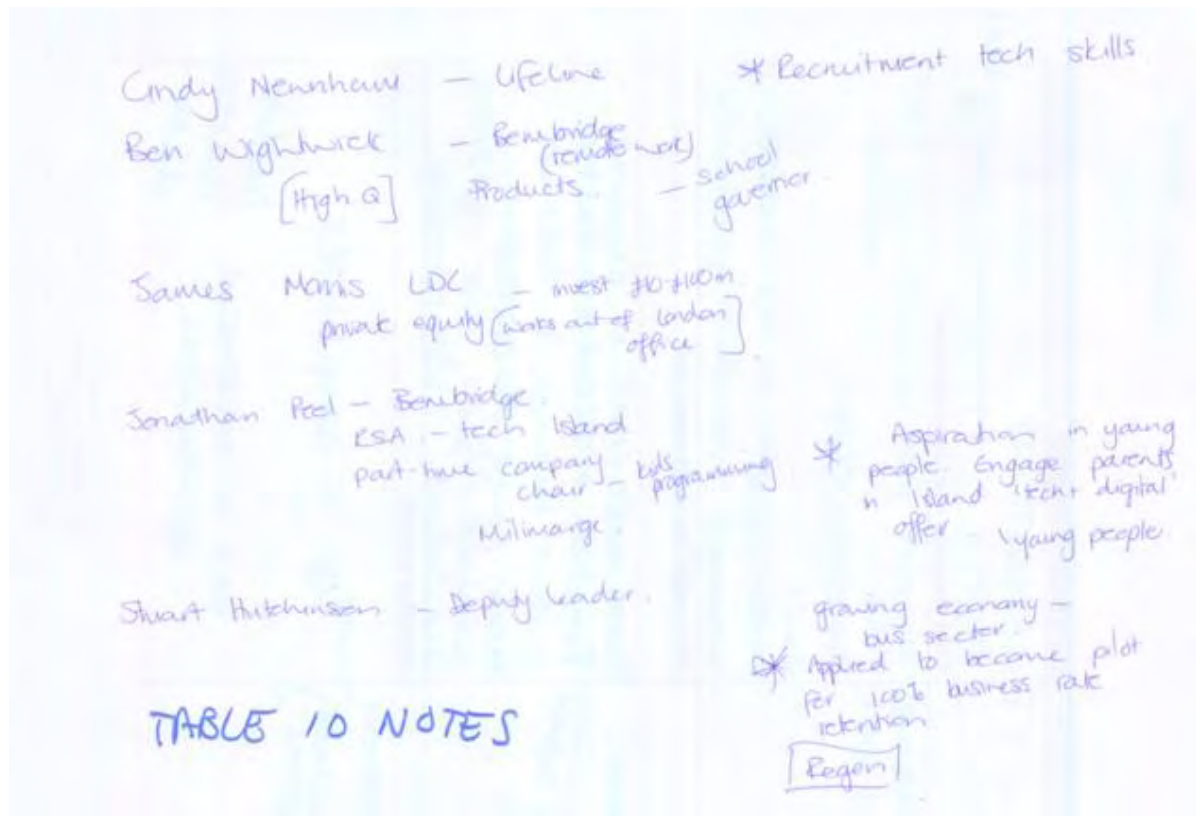 Cindy Newnham — Lifeline
* Recruitment tech skills
Ben Wightwick — Bembridge
(remote work)
[High Q] Products. — school
governor.
James Morris LDC — invest £10-£100m
private equity [works out of London
office].
Jonathan Peel — Bembridge.
RSA — tech Island
part-time company
chair — kids
programming
Stuart Hutchinson — Deputy leader.
* Aspiration in young
people. Engage parents
in Island 'tech + digital'
offer — young people.
growing economy —
bus sector.
* Applied to become pilot
for 100% business rate
retention
Regen
TABLE 10 NOTES